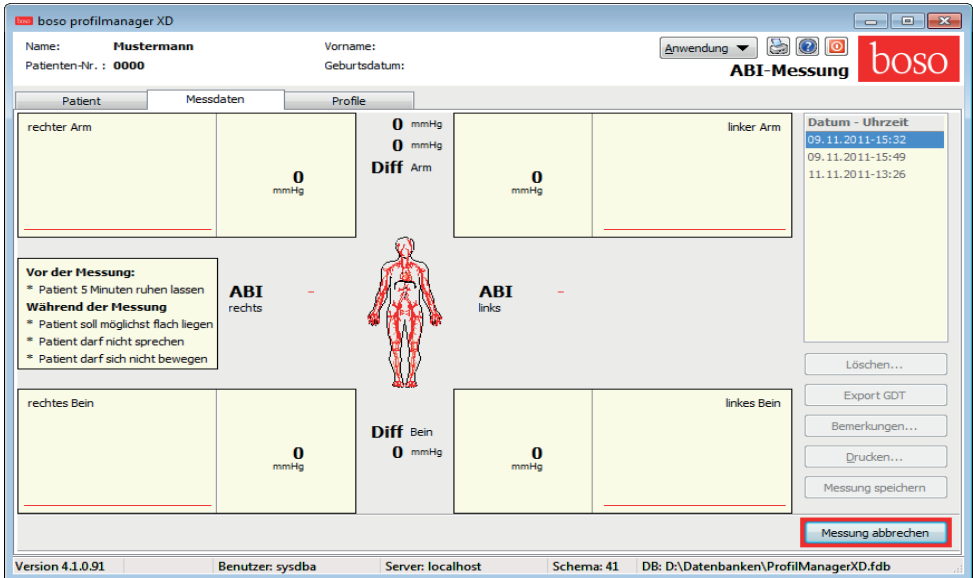 boso boso profilmanager XD
Name: Mustermann Vorname: Anwendung
Patienten-Nr. : 0000 Geburtsdatum: ABI-Messung boso
Patient Messdaten Profile
rechter Arm
0 mmHg
0 mmHg
Diff Arm
0
mmHg
0
mmHg
linker Arm
Datum - Uhrzeit
09.11.2011-15:32
09.11.2011-15:49
11.11.2011-13:26
Vor der Messung:
* Patient 5 Minuten ruhen lassen
Während der Messung
* Patient soll möglichst flach liegen
* Patient darf nicht sprechen
* Patient darf sich nicht bewegen
ABI -
rechts
ABI -
links
rechtes Bein
0
mmHg
Diff Bein
0 mmHg
0
mmHg
linkes Bein
Löschen...
Export GDT
Bemerkungen...
Drucken...
Messung speichern
Messung abbrechen
Version 4.1.0.91 Benutzer: sysdba Server: localhost Schema: 41 DB: D:\Datenbanken\ProfilManagerXD.fdb